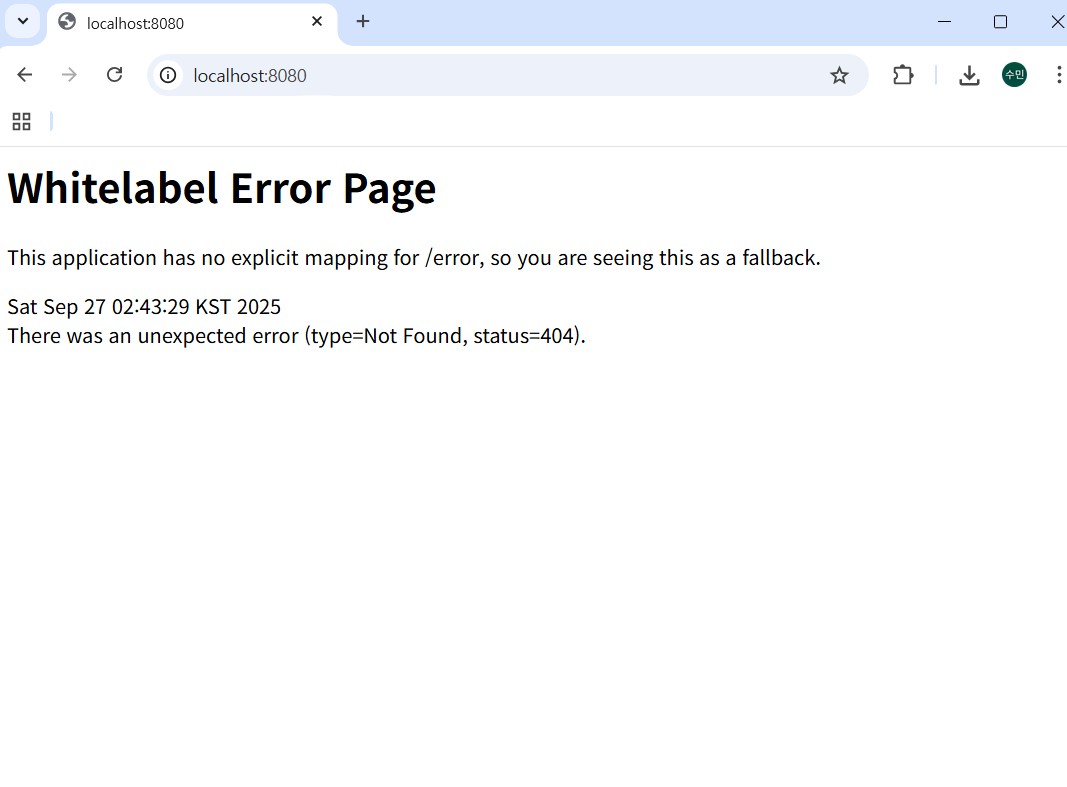 localhost:8080
localhost:8080
수민
Whitelabel Error Page
This application has no explicit mapping for /error, so you are seeing this as a fallback.
Sat Sep 27 02:43:29 KST 2025
There was an unexpected error (type=Not Found, status=404).